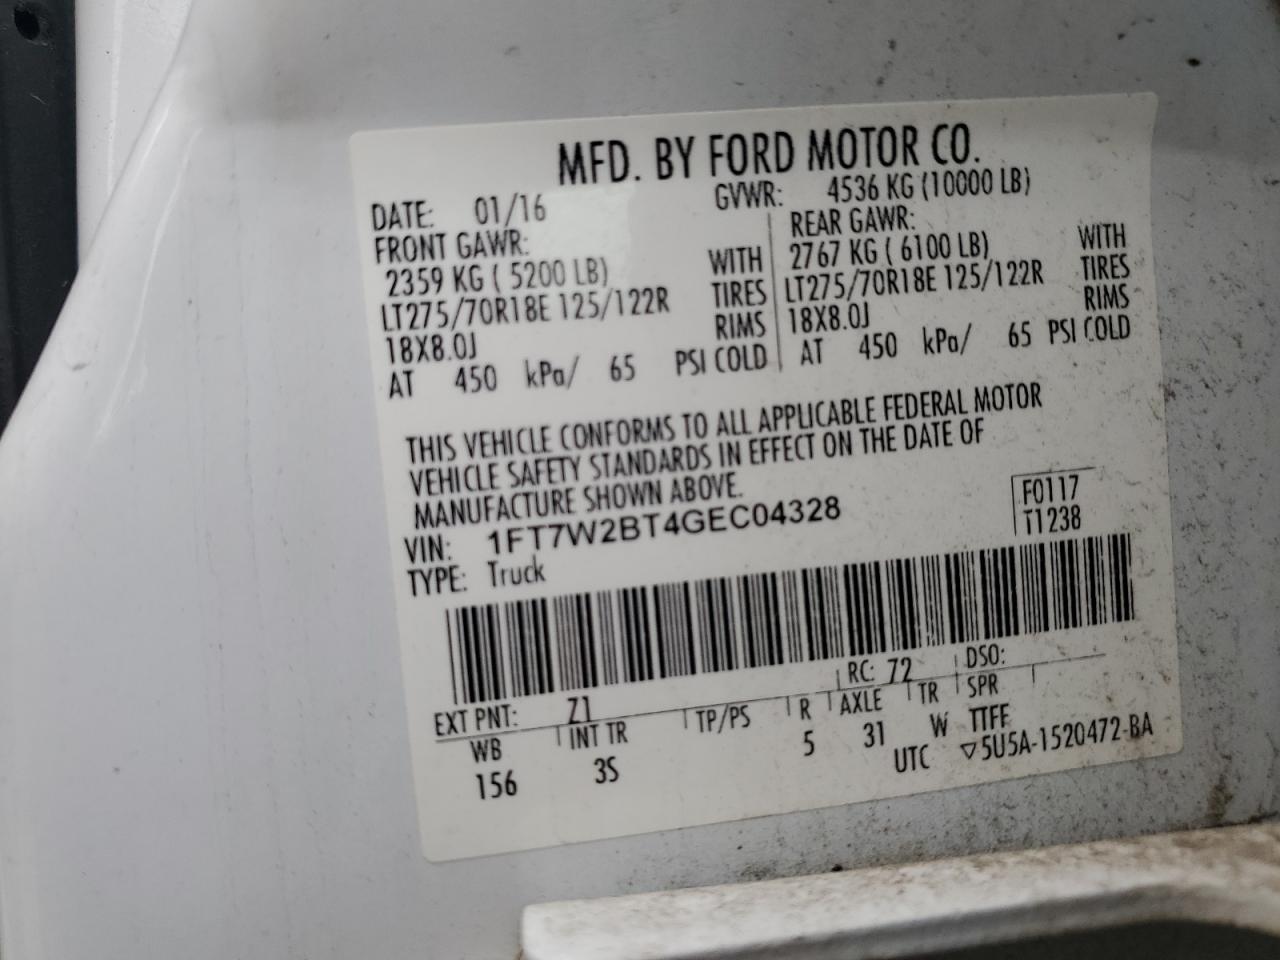 MFD. BY FORD MOTOR CO.
DATE: 01/16 GVWR: 4536 KG (10000 LB)
FRONT GAWR: REAR GAWR:
2359 KG ( 5200 LB) WITH 2767 KG ( 6100 LB) WITH
LT275/70R18E 125/122R TIRES LT275/70R18E 125/122R TIRES
18X8.0J RIMS 18X8.0J RIMS
AT 450 kPa/ 65 PSI COLD AT 450 kPa/ 65 PSI COLD
THIS VEHICLE CONFORMS TO ALL APPLICABLE FEDERAL MOTOR
VEHICLE SAFETY STANDARDS IN EFFECT ON THE DATE OF
MANUFACTURE SHOWN ABOVE.
VIN: 1FT7W2BT4GEC04328 F0117
TYPE: Truck T1238
EXT PNT: Z1 RC: 72 DSO:
WB INT TR TP/PS R AXLE TR SPR
156 3S 5 31 W TTFF
UTC ▽5U5A-1520472-BA